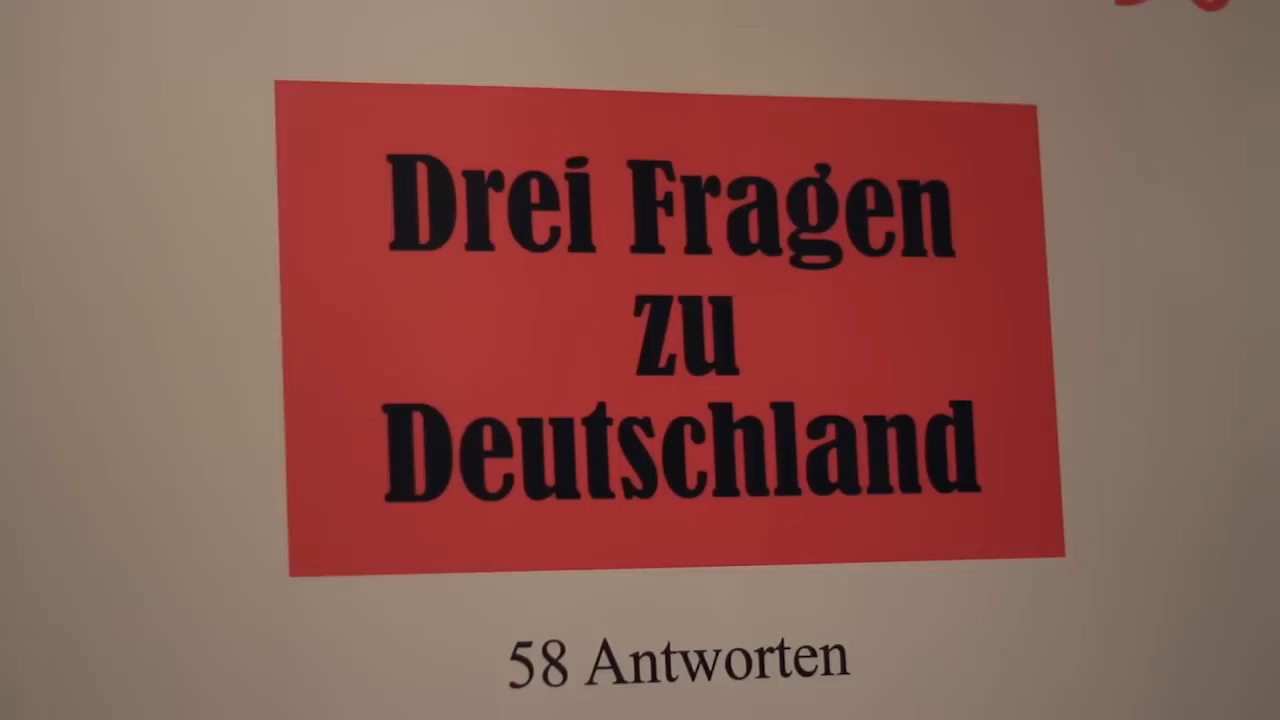 Drei Fragen
zu
Deutschland
58 Antworten